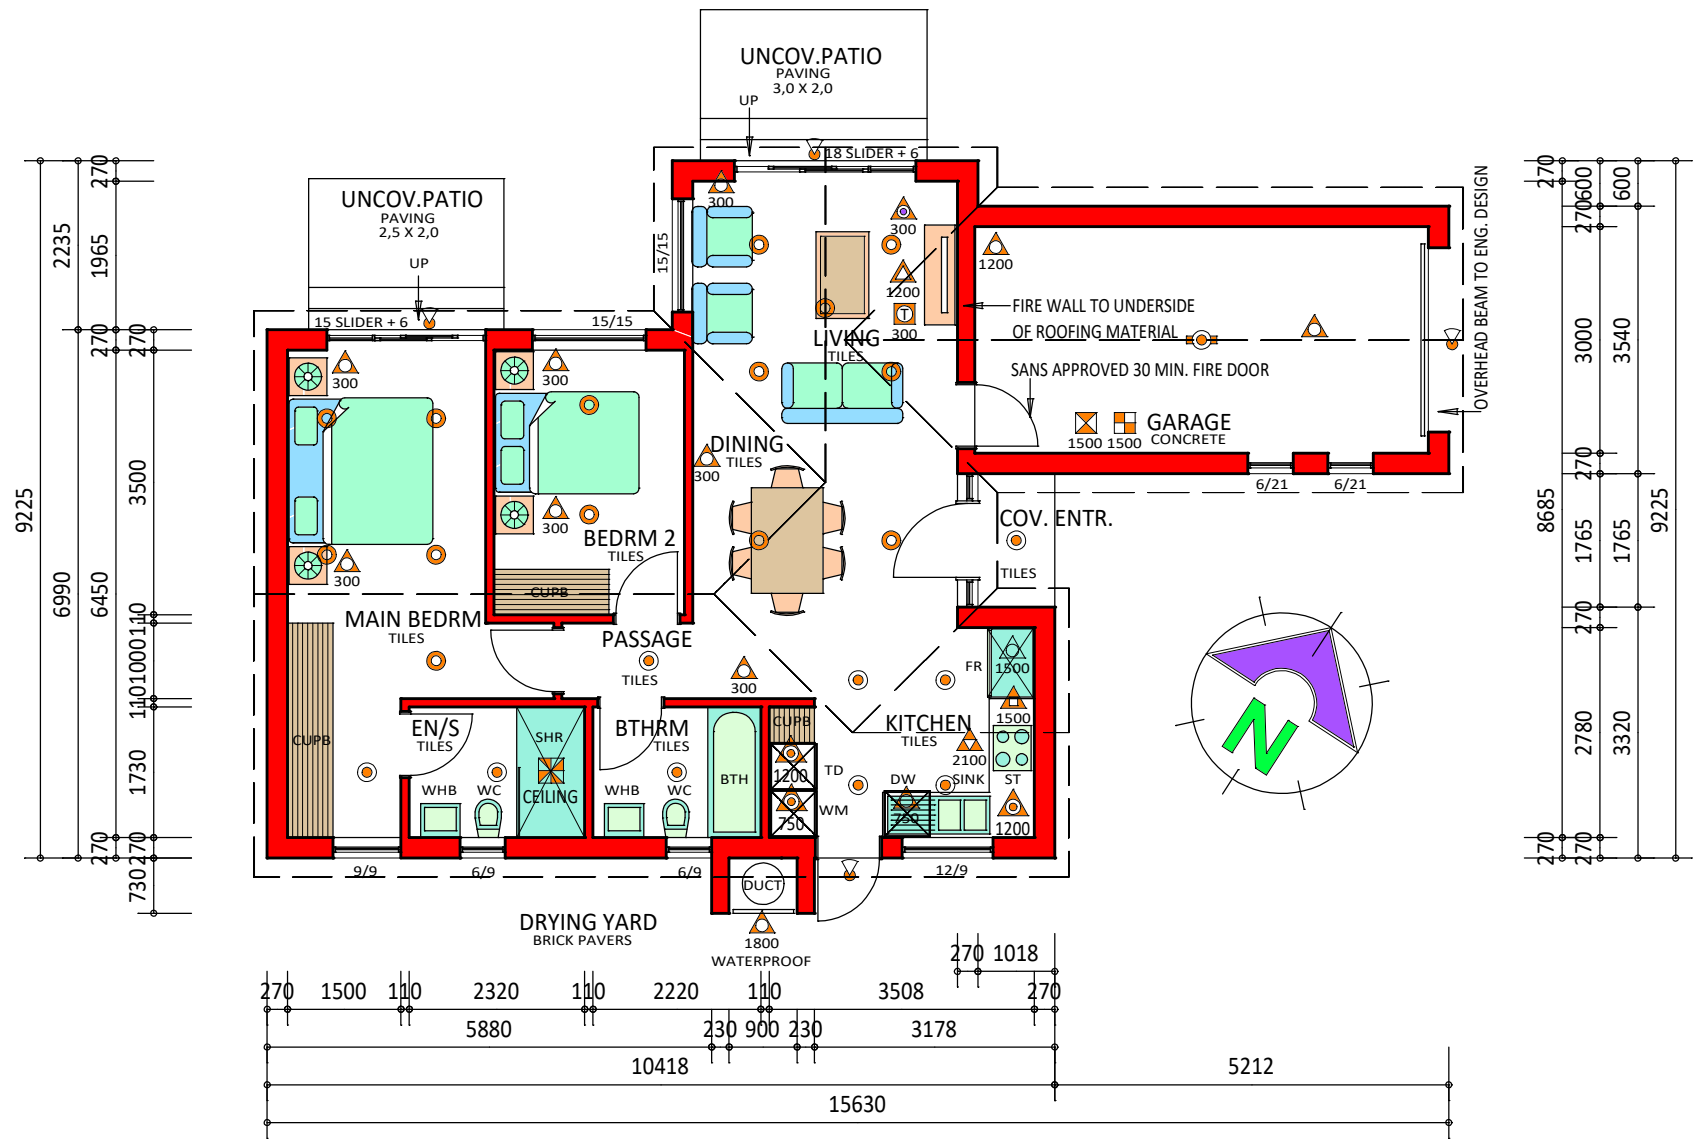 UNCOV.PATIO
PAVING
3,0 X 2,0
UP
18 SLIDER + 6
UNCOV.PATIO
PAVING
2,5 X 2,0
UP
15 SLIDER + 6
15/15
15/15
300
300
1200
300
LIVING
TILES
1200
FIRE WALL TO UNDERSIDE
OF ROOFING MATERIAL
SANS APPROVED 30 MIN. FIRE DOOR
GARAGE
CONCRETE
1500
1500
OVERHEAD BEAM TO ENG. DESIGN
6/21
6/21
T
300
300
300
300
300
DINING
TILES
300
BEDRM 2
TILES
CUPB
COV. ENTR.
TILES
MAIN BEDRM
TILES
PASSAGE
TILES
300
CUPB
EN/S
TILES
SHR
CEILING
WHB
WC
BTHRM
TILES
WHB
WC
BTH
CUPB
1200
TD
750
WM
KITCHEN
TILES
FR
1500
1500
2100
DW
750
SINK
ST
1200
9/9
6/9
6/9
12/9
DUCT
DRYING YARD
BRICK PAVERS
1800
WATERPROOF
N
9225
2235
6990
270
1965
270
6450
270
270
3500
110
1000
110
1730
270
730
270
270
8685
270
600
270
3000
270
1765
270
2780
270
600
3540
1765
3320
9225
270
1018
270
1500
110
2320
110
2220
110
3508
270
5880
230
900
230
3178
10418
5212
15630